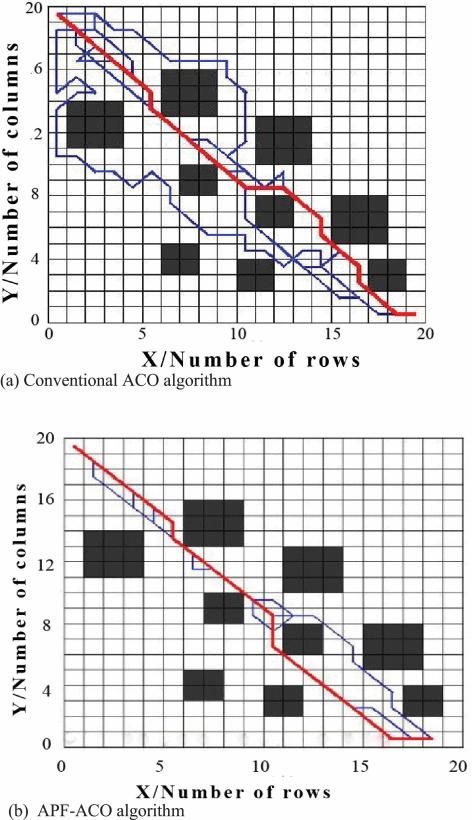 20
6
.2
8
4
0
Y/Number of columns
0 5 10 15 20
X/Number of rows
(a) Conventional ACO algorithm
20
16
12
8
4
0
Y/Number of columns
0 5 10 15 20
X/Number of rows
(b) APF-ACO algorithm